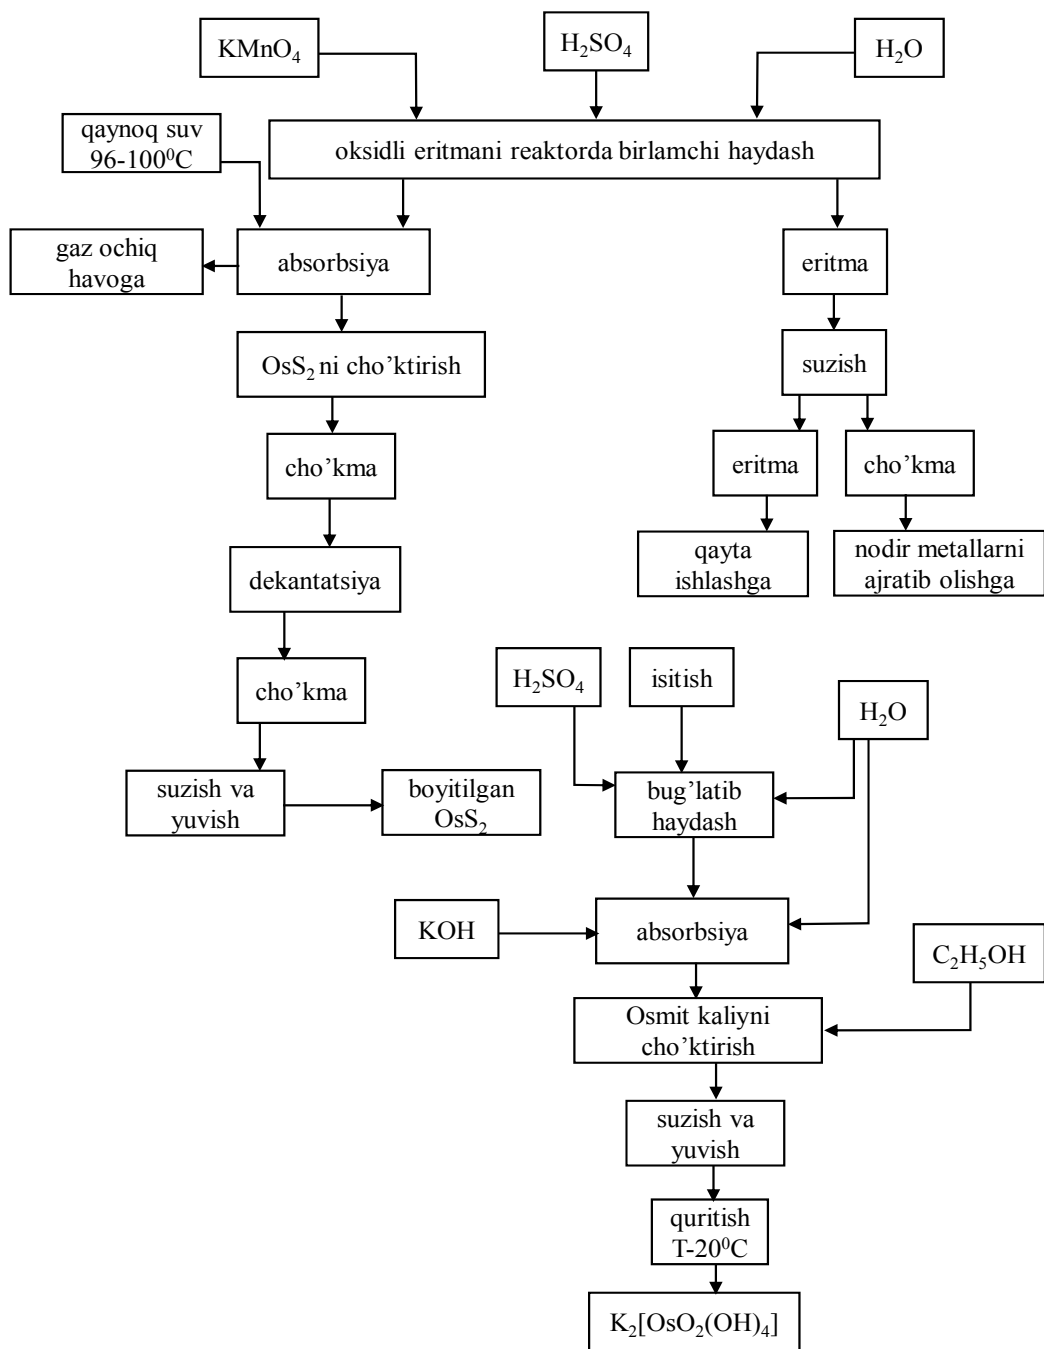 KMnO₄
H₂SO₄
H₂O
qaynoq suv
96-100⁰C
oksidli eritmani reaktorda birlamchi haydash
gaz ochiq
havoga
absorbsiya
eritma
OsS₂ ni cho’ktirish
suzish
cho’kma
eritma
cho’kma
dekantatsiya
qayta
ishlashga
nodir metallarni
ajratib olishga
cho’kma
H₂SO₄
isitish
H₂O
suzish va
yuvish
boyitilgan
OsS₂
bug’latib
haydash
KOH
absorbsiya
C₂H₅OH
Osmit kaliyni
cho’ktirish
suzish va
yuvish
quritish
T-20⁰C
K₂[OsO₂(OH)₄]